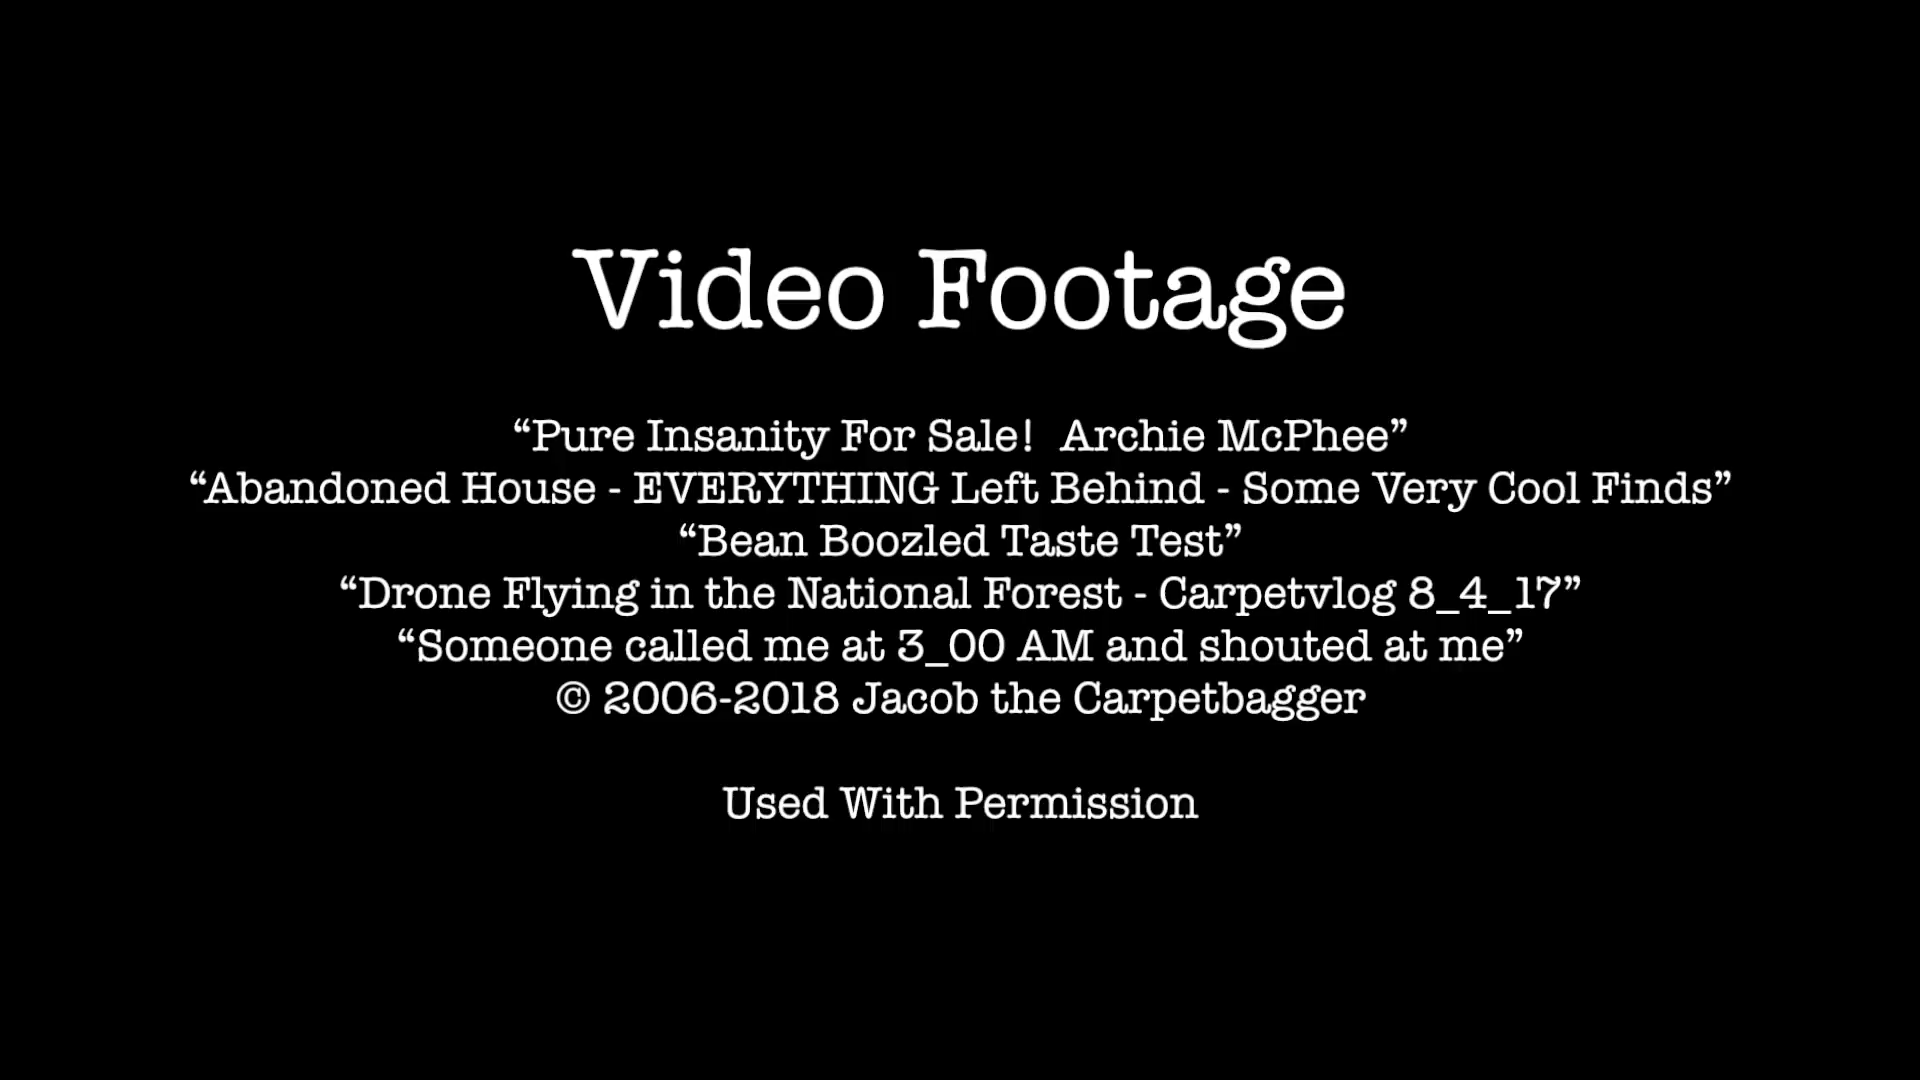 Video Footage
“Pure Insanity For Sale!  Archie McPhee”
“Abandoned House - EVERYTHING Left Behind - Some Very Cool Finds”
“Bean Boozled Taste Test”
“Drone Flying in the National Forest - Carpetvlog 8_4_17”
“Someone called me at 3_00 AM and shouted at me”
© 2006-2018 Jacob the Carpetbagger
Used With Permission